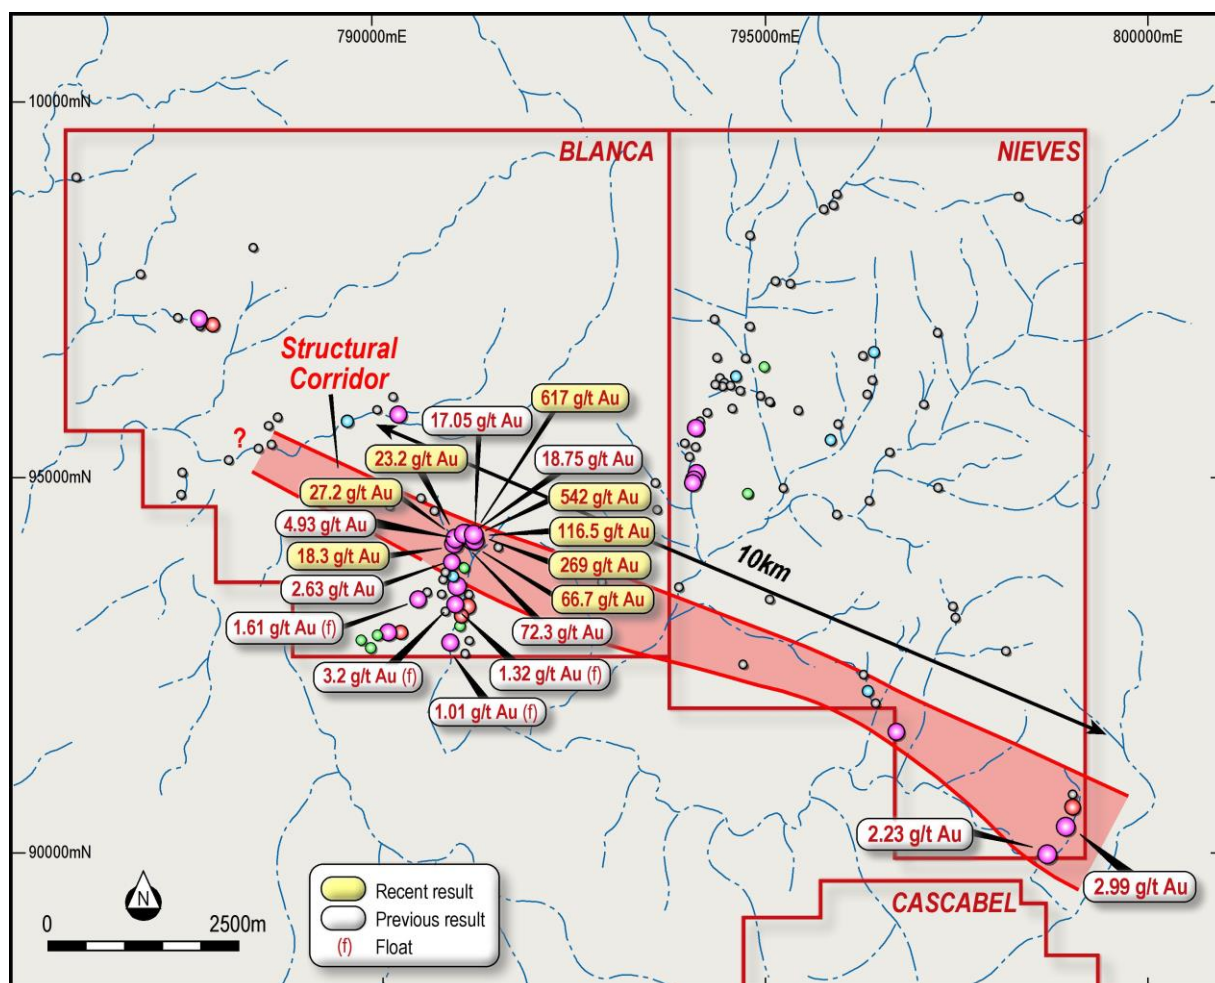 790000mE
795000mE
800000mE
10000mN
BLANCA
NIEVES
Structural
Corridor
617 g/t Au
17.05 g/t Au
?
23.2 g/t Au
18.75 g/t Au
95000mN
27.2 g/t Au
542 g/t Au
4.93 g/t Au
116.5 g/t Au
18.3 g/t Au
269 g/t Au
10km
2.63 g/t Au
66.7 g/t Au
1.61 g/t Au (f)
72.3 g/t Au
3.2 g/t Au (f)
1.32 g/t Au (f)
1.01 g/t Au (f)
2.23 g/t Au
90000mN
2.99 g/t Au
N
0
2500m
Recent result
Previous result
(f) Float
CASCABEL